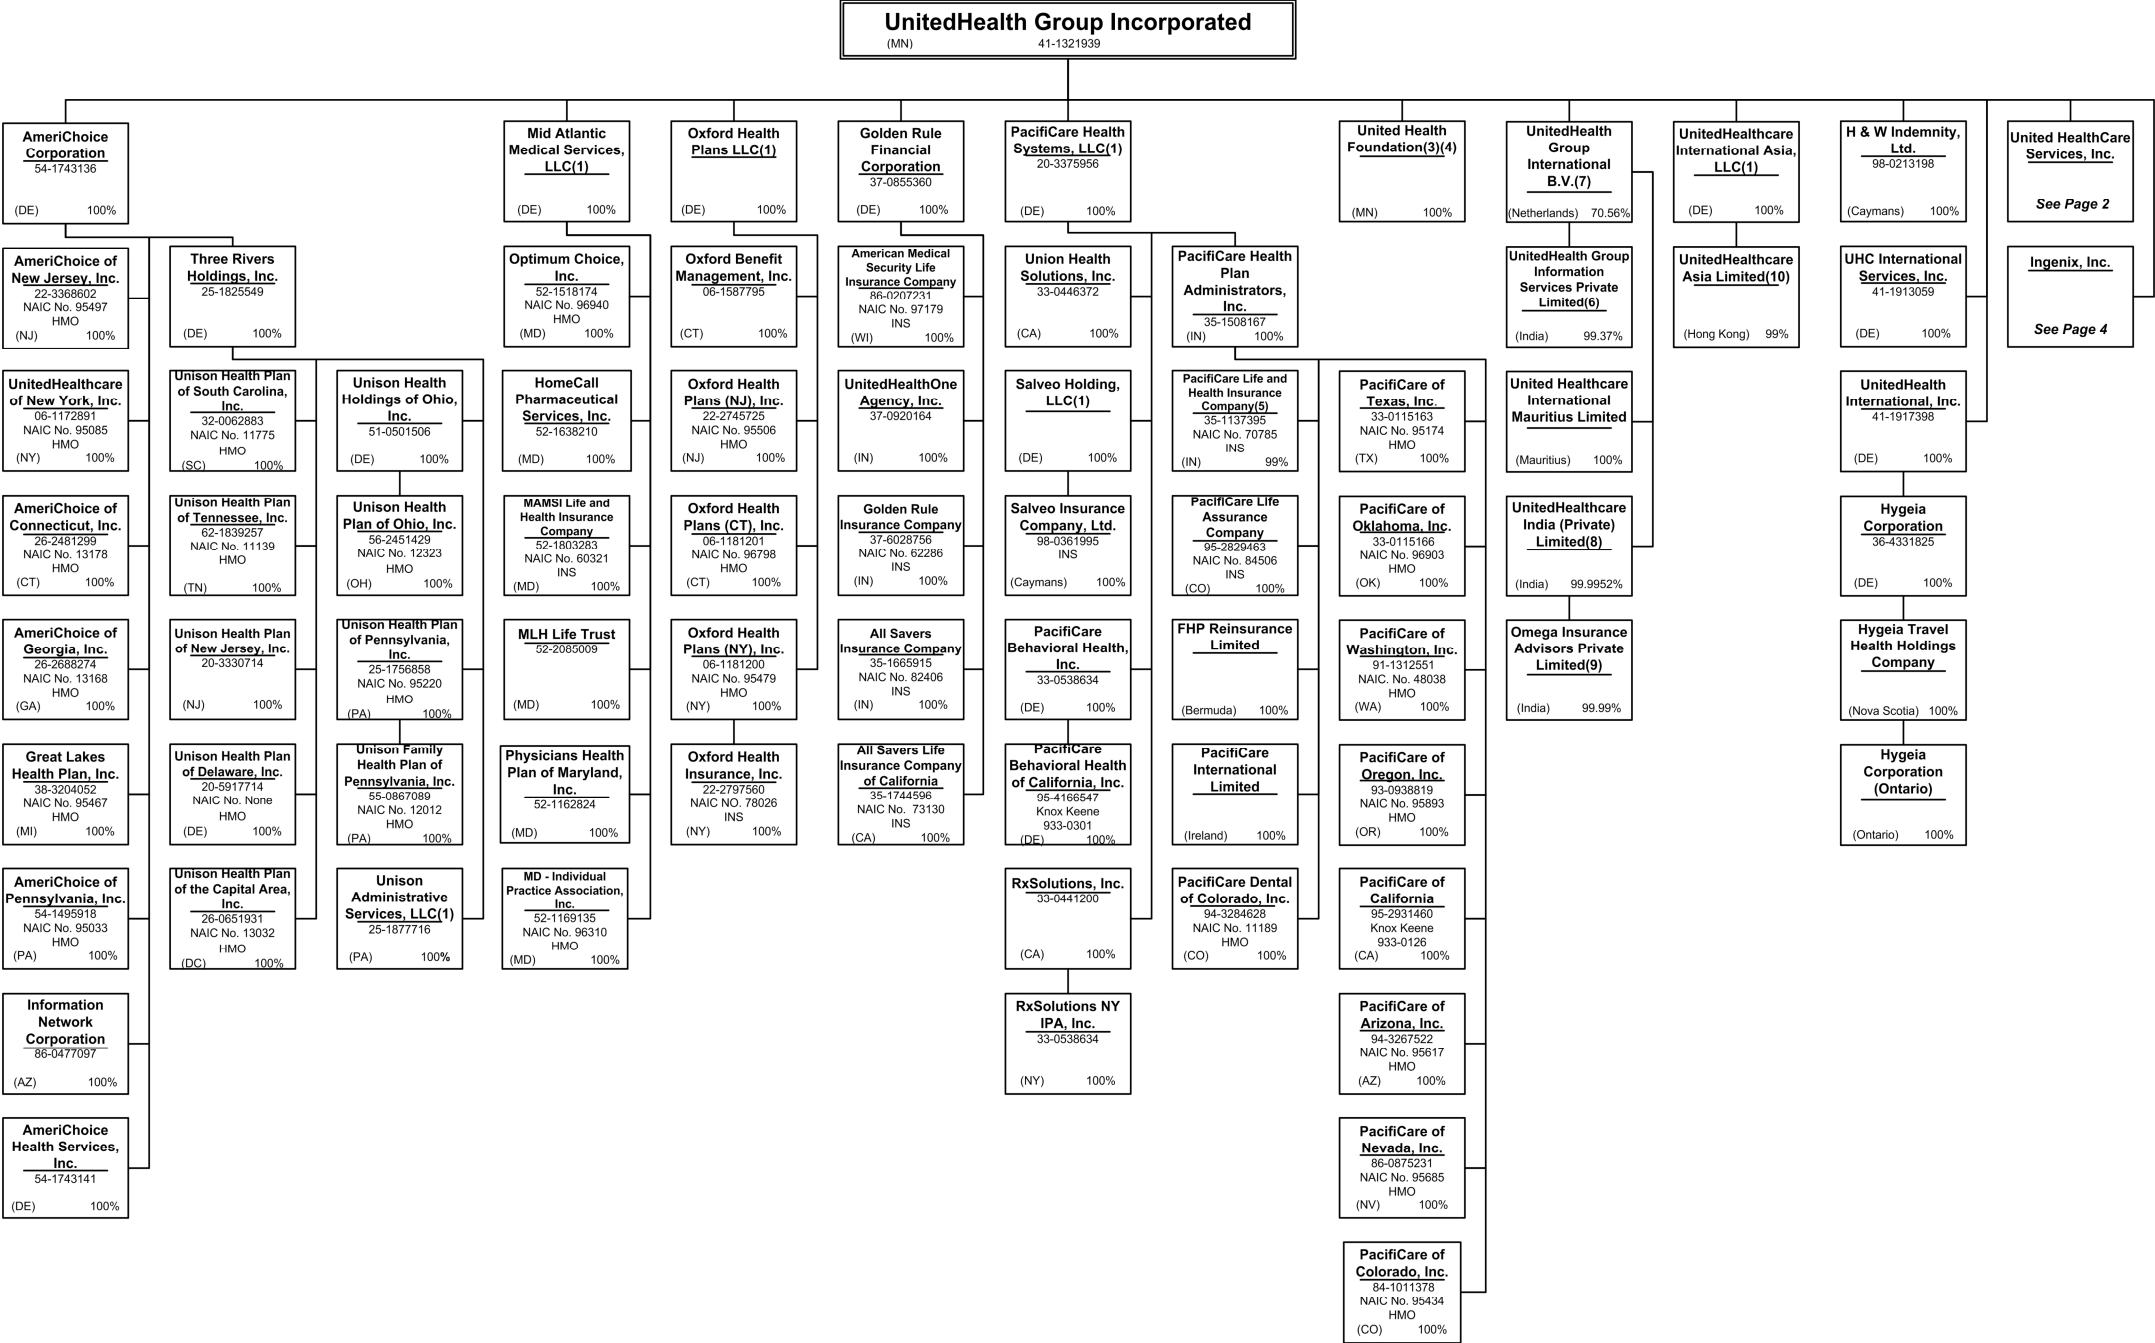 UnitedHealth Group Incorporated
(MN) 41-1321939
AmeriChoice
Corporation
54-1743136
(DE) 100%
Mid Atlantic
Medical Services,
LLC(1)
(DE) 100%
Oxford Health
Plans LLC(1)
(DE) 100%
Golden Rule
Financial
Corporation
37-0855360
(DE) 100%
PacifiCare Health
Systems, LLC(1)
20-3375956
(DE) 100%
United Health
Foundation(3)(4)
(MN) 100%
UnitedHealth
Group
International
B.V.(7)
(Netherlands) 70.56%
UnitedHealthcare
International Asia,
LLC(1)
(DE) 100%
H & W Indemnity,
Ltd.
98-0213198
(Caymans) 100%
United HealthCare
Services, Inc.
See Page 2
AmeriChoice of
New Jersey, Inc.
22-3368602
NAIC No. 95497
HMO
(NJ) 100%
Three Rivers
Holdings, Inc.
25-1825549
(DE) 100%
Optimum Choice,
Inc.
52-1518174
NAIC No. 96940
HMO
(MD) 100%
Oxford Benefit
Management, Inc.
06-1587795
(CT) 100%
American Medical
Security Life
Insurance Company
86-0207231
NAIC No. 97179
INS
(WI) 100%
Union Health
Solutions, Inc.
33-0446372
(CA) 100%
PacifiCare Health
Plan
Administrators,
Inc.
35-1508167
(IN) 100%
UnitedHealth Group
Information
Services Private
Limited(6)
(India) 99.37%
UnitedHealthcare
Asia Limited(10)
(Hong Kong) 99%
UHC International
Services, Inc.
41-1913059
(DE) 100%
Ingenix, Inc.
See Page 4
UnitedHealthcare
of New York, Inc.
06-1172891
NAIC No. 95085
HMO
(NY) 100%
Unison Health Plan
of South Carolina,
Inc.
32-0062883
NAIC No. 11775
HMO
(SC) 100%
Unison Health
Holdings of Ohio,
Inc.
51-0501506
(DE) 100%
HomeCall
Pharmaceutical
Services, Inc.
52-1638210
(MD) 100%
Oxford Health
Plans (NJ), Inc.
22-2745725
NAIC No. 95506
HMO
(NJ) 100%
UnitedHealthOne
Agency, Inc.
37-0920164
(IN) 100%
Salveo Holding,
LLC(1)
(DE) 100%
PacifiCare Life and
Health Insurance
Company(5)
35-1137395
NAIC No. 70785
INS
(IN) 99%
PacifiCare of
Texas, Inc.
33-0115163
NAIC No. 95174
HMO
(TX) 100%
United Healthcare
International
Mauritius Limited
(Mauritius) 100%
UnitedHealth
International, Inc.
41-1917398
(DE) 100%
AmeriChoice of
Connecticut, Inc.
26-2481299
NAIC No. 13178
HMO
(CT) 100%
Unison Health Plan
of Tennessee, Inc.
62-1839257
NAIC No. 11139
HMO
(TN) 100%
Unison Health
Plan of Ohio, Inc.
56-2451429
NAIC No. 12323
HMO
(OH) 100%
MAMSI Life and
Health Insurance
Company
52-1803283
NAIC No. 60321
INS
(MD) 100%
Oxford Health
Plans (CT), Inc.
06-1181201
NAIC No. 96798
HMO
(CT) 100%
Golden Rule
Insurance Company
37-6028756
NAIC No. 62286
INS
(IN) 100%
Salveo Insurance
Company, Ltd.
98-0361995
INS
(Caymans) 100%
PacifiCare Life
Assurance
Company
95-2829463
NAIC No. 84506
INS
(CO) 100%
PacifiCare of
Oklahoma, Inc.
33-0115166
NAIC No. 96903
HMO
(OK) 100%
UnitedHealthcare
India (Private)
Limited(8)
(India) 99.9952%
Hygeia
Corporation
36-4331825
(DE) 100%
AmeriChoice of
Georgia, Inc.
26-2688274
NAIC No. 13168
HMO
(GA) 100%
Unison Health Plan
of New Jersey, Inc.
20-3330714
(NJ) 100%
Unison Health Plan
of Pennsylvania,
Inc.
25-1756858
NAIC No. 95220
HMO
(PA) 100%
MLH Life Trust
52-2085009
(MD) 100%
Oxford Health
Plans (NY), Inc.
06-1181200
NAIC No. 95479
HMO
(NY) 100%
All Savers
Insurance Company
35-1665915
NAIC No. 82406
INS
(IN) 100%
PacifiCare
Behavioral Health,
Inc.
33-0538634
(DE) 100%
FHP Reinsurance
Limited
(Bermuda) 100%
PacifiCare of
Washington, Inc.
91-1312551
NAIC. No. 48038
HMO
(WA) 100%
Omega Insurance
Advisors Private
Limited(9)
(India) 99.99%
Hygeia Travel
Health Holdings
Company
(Nova Scotia) 100%
Great Lakes
Health Plan, Inc.
38-3204052
NAIC No. 95467
HMO
(MI) 100%
Unison Health Plan
of Delaware, Inc.
20-5917714
NAIC No. None
HMO
(DE) 100%
Unison Family
Health Plan of
Pennsylvania, Inc.
55-0867089
NAIC No. 12012
HMO
(PA) 100%
Physicians Health
Plan of Maryland,
Inc.
52-1162824
(MD) 100%
Oxford Health
Insurance, Inc.
22-2797560
NAIC NO. 78026
INS
(NY) 100%
All Savers Life
Insurance Company
of California
35-1744596
NAIC No. 73130
INS
(CA) 100%
PacifiCare
Behavioral Health
of California, Inc.
95-4166547
Knox Keene
933-0301
(DE) 100%
PacifiCare
International
Limited
(Ireland) 100%
PacifiCare of
Oregon, Inc.
93-0938819
NAIC No. 95893
HMO
(OR) 100%
Hygeia
Corporation
(Ontario)
(Ontario) 100%
AmeriChoice of
Pennsylvania, Inc.
54-1495918
NAIC No. 95033
HMO
(PA) 100%
Unison Health Plan
of the Capital Area,
Inc.
26-0651931
NAIC No. 13032
HMO
(DC) 100%
Unison
Administrative
Services, LLC(1)
25-1877716
(PA) 100%
MD - Individual
Practice Association,
Inc.
52-1169135
NAIC No. 96310
HMO
(MD) 100%
RxSolutions, Inc.
33-0441200
(CA) 100%
PacifiCare Dental
of Colorado, Inc.
94-3284628
NAIC No. 11189
HMO
(CO) 100%
PacifiCare of
California
95-2931460
Knox Keene
933-0126
(CA) 100%
Information
Network
Corporation
86-0477097
(AZ) 100%
RxSolutions NY
IPA, Inc.
33-0538634
(NY) 100%
PacifiCare of
Arizona, Inc.
94-3267522
NAIC No. 95617
HMO
(AZ) 100%
AmeriChoice
Health Services,
Inc.
54-1743141
(DE) 100%
PacifiCare of
Nevada, Inc.
86-0875231
NAIC No. 95685
HMO
(NV) 100%
PacifiCare of
Colorado, Inc.
84-1011378
NAIC No. 95434
HMO
(CO) 100%